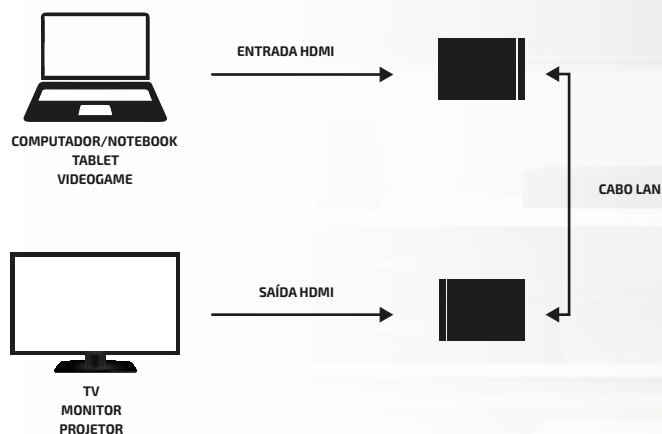 ENTRADA HDMI
COMPUTADOR/NOTEBOOK
TABLET
VIDEOGAME
CABO LAN
SAÍDA HDMI
TV
MONITOR
PROJETOR